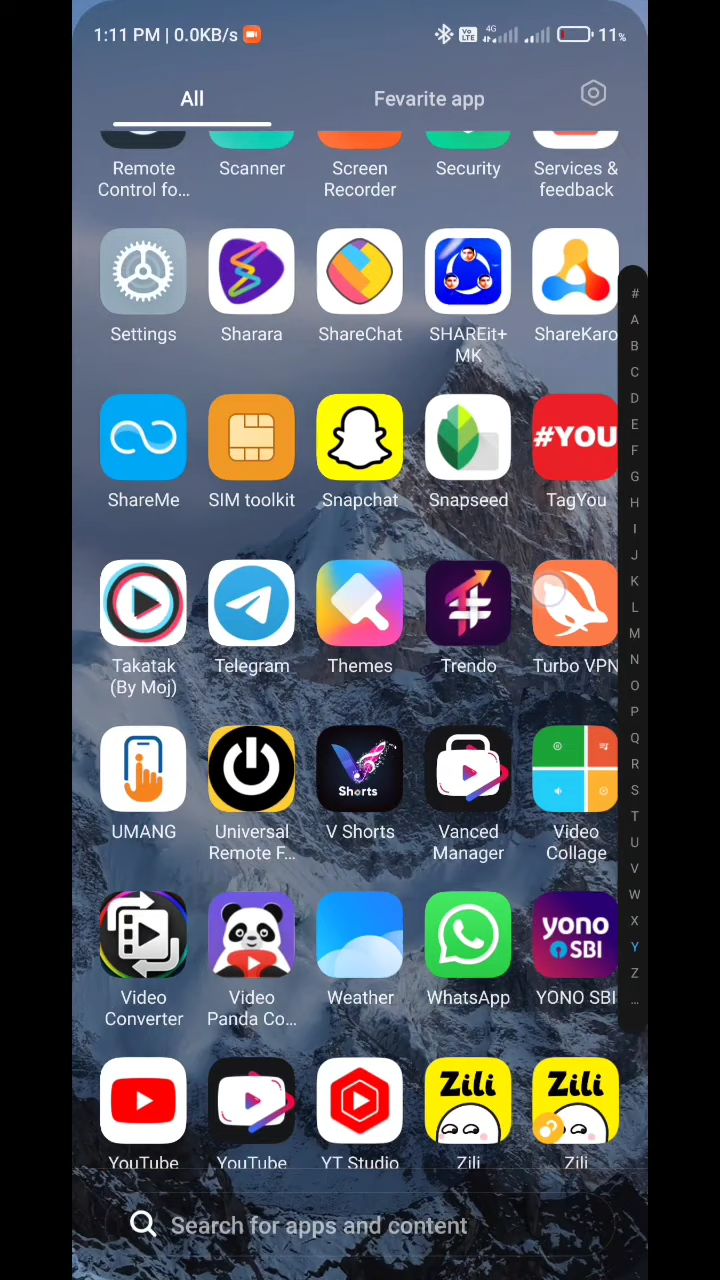 1:11 PM | 0.0KB/s Vo LTE 4G 11%
All Fevarite app
Remote Scanner Screen Security Services &
Control fo... Recorder feedback
Settings Sharara ShareChat SHAREit+ ShareKaro
MK
#YOU
ShareMe SIM toolkit Snapchat Snapseed TagYou
Takatak Telegram Themes Trendo Turbo VPN
(By Moj)
Shorts
UMANG Universal V Shorts Vanced Video
Remote F... Manager Collage
yono
SBI
Video Video Weather WhatsApp YONO SBI
Converter Panda Co...
Zili Zili
YouTube YouTube YT Studio Zili Zili
Search for apps and content
#
A
B
C
D
E
F
G
H
I
J
K
L
M
N
O
P
Q
R
S
T
U
V
W
X
Y
Z
...